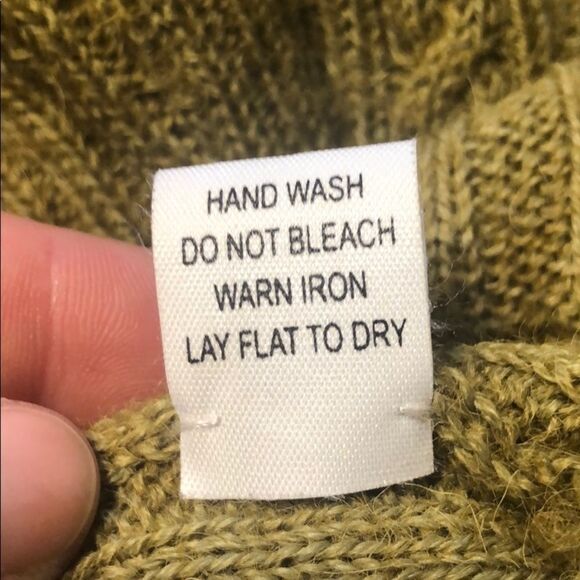 HAND WASH
DO NOT BLEACH
WARN IRON
LAY FLAT TO DRY